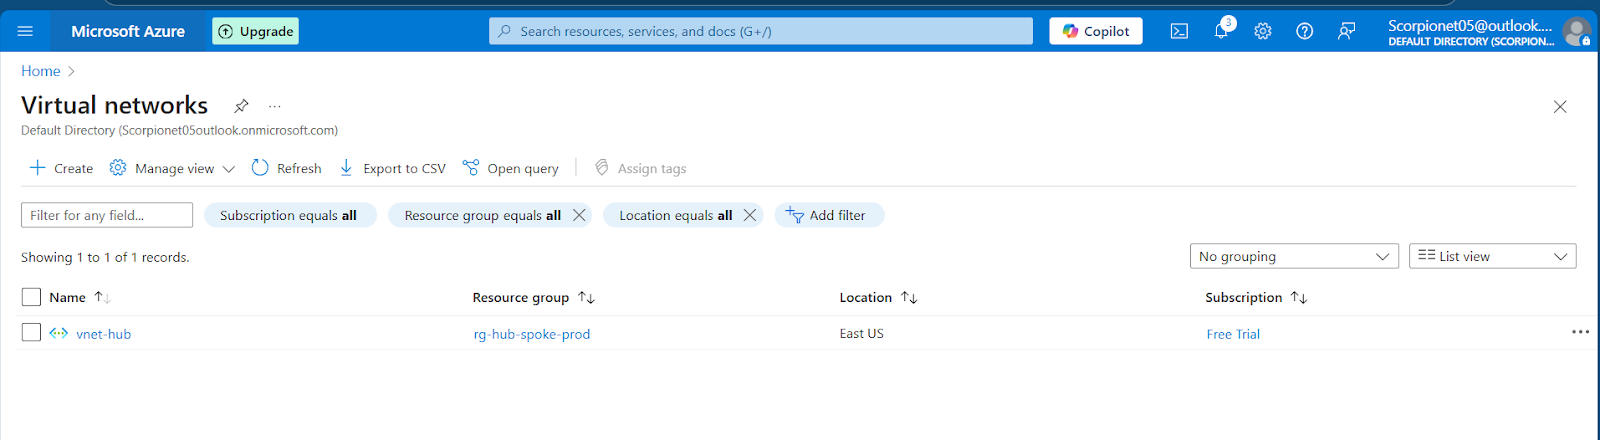 Microsoft Azure
Upgrade
Search resources, services, and docs (G+/)
Copilot
3
Scorpionet05@outlook....
DEFAULT DIRECTORY (SCORPION...
Home
Virtual networks
Default Directory (Scorpionet05outlook.onmicrosoft.com)
Create
Manage view
Refresh
Export to CSV
Open query
Assign tags
Filter for any field...
Subscription equals all
Resource group equals all
Location equals all
Add filter
Showing 1 to 1 of 1 records.
No grouping
List view
Name Resource group Location Subscription
vnet-hub rg-hub-spoke-prod East US Free Trial